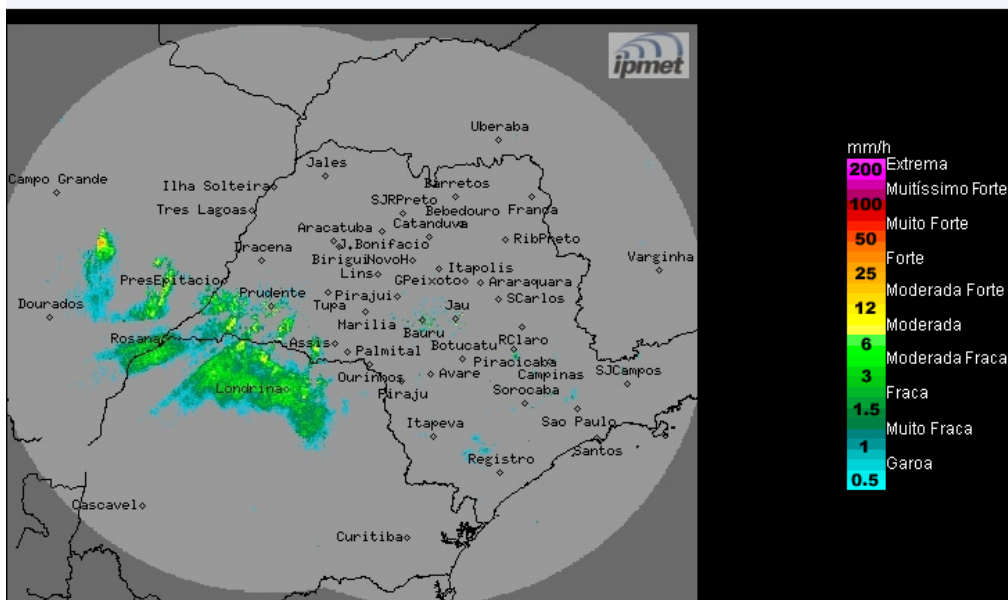 ipmet
Uberaba
Jales
Campo Grande
Ilha Solteira
Barretos
SJRPreto
Tres Lagoas
Bebedouro
Franca
Catanduva
Aracatuba
J.Bonifacio
RibPreto
Dracena
Varginha
BiriguiNovoH
Itapolis
Lins
PresEpitacio
GPeixoto
Araraquara
Prudente
Dourados
Tupa
Pirajui
SCarlos
Jau
Marilia
Bauru
RClaro
Rosana
Assis
Botucatu
Palmital
Piracicaba
Ourinhos
Avare
Campinas
SJCampos
Londrina
Piraju
Sorocaba
Itapeva
Sao Paulo
Santos
Registro
Cascavel
Curitiba
mm/h
200 Extrema
Muitíssimo Forte
100
Muito Forte
50
Forte
25
Moderada Forte
12
Moderada
6
Moderada Fraca
3
Fraca
1.5
Muito Fraca
1
Garoa
0.5